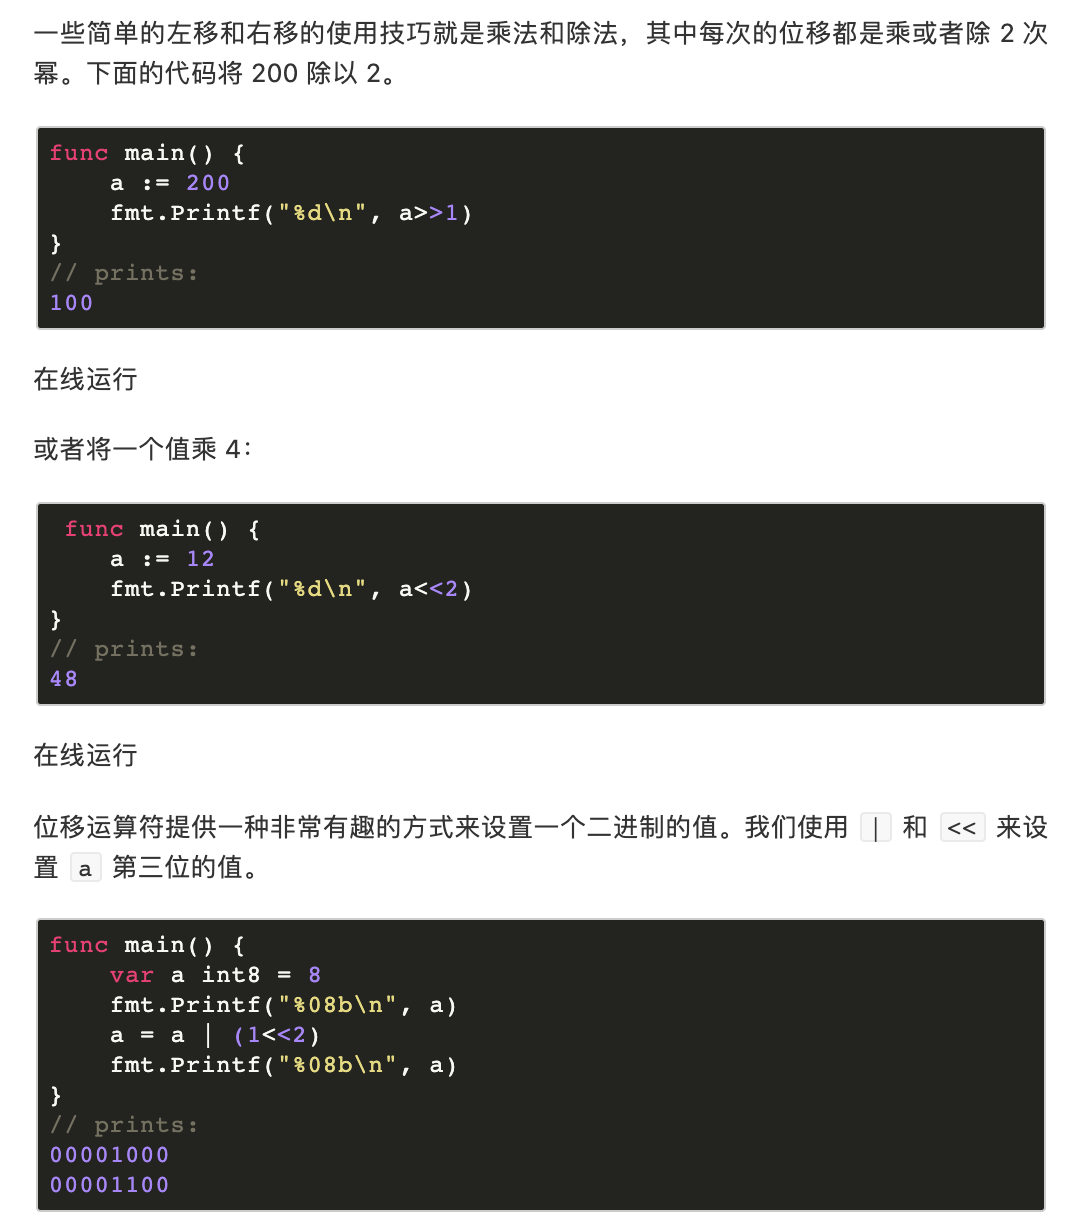 一些简单的左移和右移的使用技巧就是乘法和除法，其中每次的位移都是乘或者除 2 次
幂。下面的代码将 200 除以 2。
func main() {
    a := 200
    fmt.Printf("%d\n", a>>1)
}
// prints:
100
在线运行
或者将一个值乘 4：
 func main() {
    a := 12
    fmt.Printf("%d\n", a<<2)
}
// prints:
48
在线运行
位移运算符提供一种非常有趣的方式来设置一个二进制的值。我们使用 | 和 << 来设
置 a 第三位的值。
func main() {
    var a int8 = 8
    fmt.Printf("%08b\n", a)
    a = a | (1<<2)
    fmt.Printf("%08b\n", a)
}
// prints:
00001000
00001100